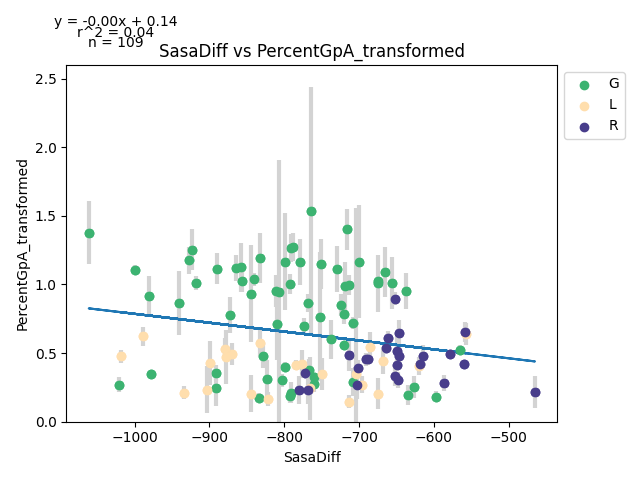 y = -0.00x + 0.14
r^2 = 0.04
n = 109
SasaDiff vs PercentGpA_transformed
G
L
R
PercentGpA_transformed
2.5
2.0
1.5
1.0
0.5
0.0
−1000 −900 −800 −700 −600 −500
SasaDiff